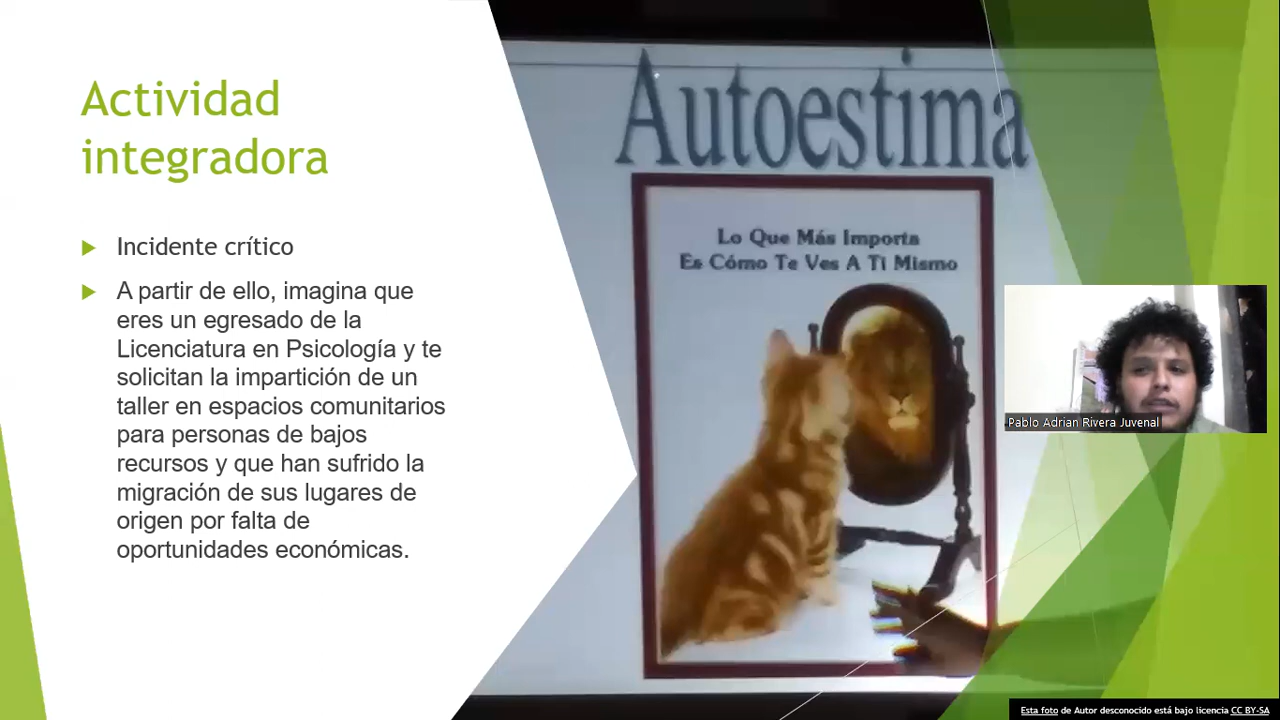 Actividad
integradora
Incidente crítico
A partir de ello, imagina que
eres un egresado de la
Licenciatura en Psicología y te
solicitan la impartición de un
taller en espacios comunitarios
para personas de bajos
recursos y que han sufrido la
migración de sus lugares de
origen por falta de
oportunidades económicas.
Autoestima
Lo Que Más Importa
Es Cómo Te Ves A Ti Mismo
Pablo Adrian Rivera Juvenal
Esta foto de Autor desconocido está bajo licencia CC BY-SA